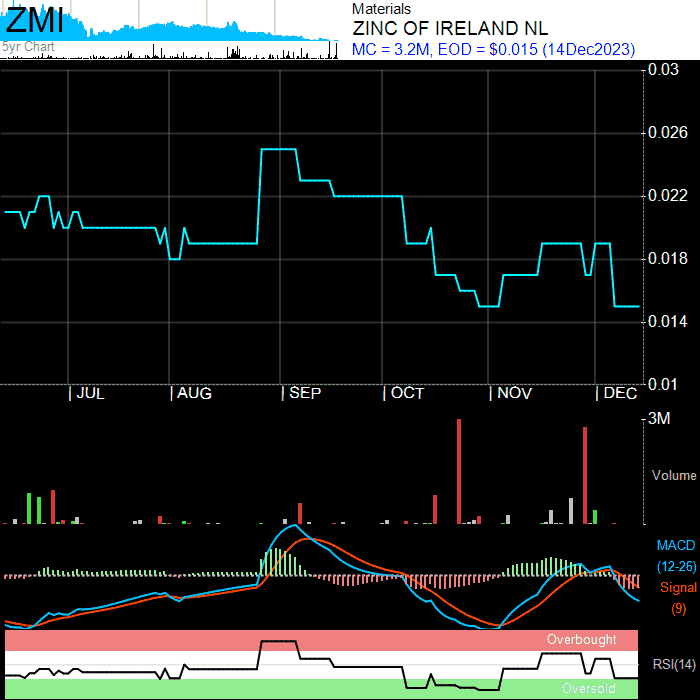 ZMI
5yr Chart
Materials
ZINC OF IRELAND NL
MC = 3.2M, EOD = $0.015 (14Dec2023)
0.03
0.026
0.022
0.018
0.014
0.01
JUL AUG SEP OCT NOV DEC
3M
Volume
MACD
(12-26)
Signal
(9)
Overbought
RSI(14)
Oversold